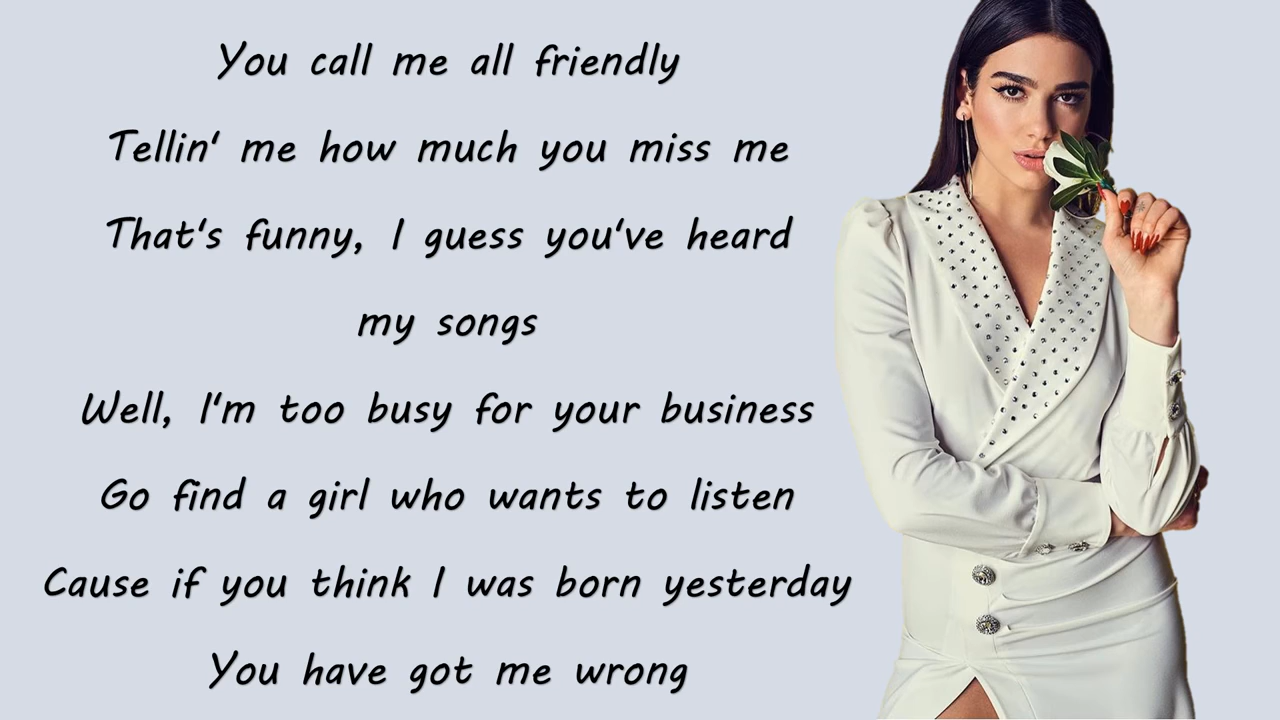 You call me all friendly
Tellin' me how much you miss me
That's funny, I guess you've heard
my songs
Well, I'm too busy for your business
Go find a girl who wants to listen
Cause if you think I was born yesterday
You have got me wrong